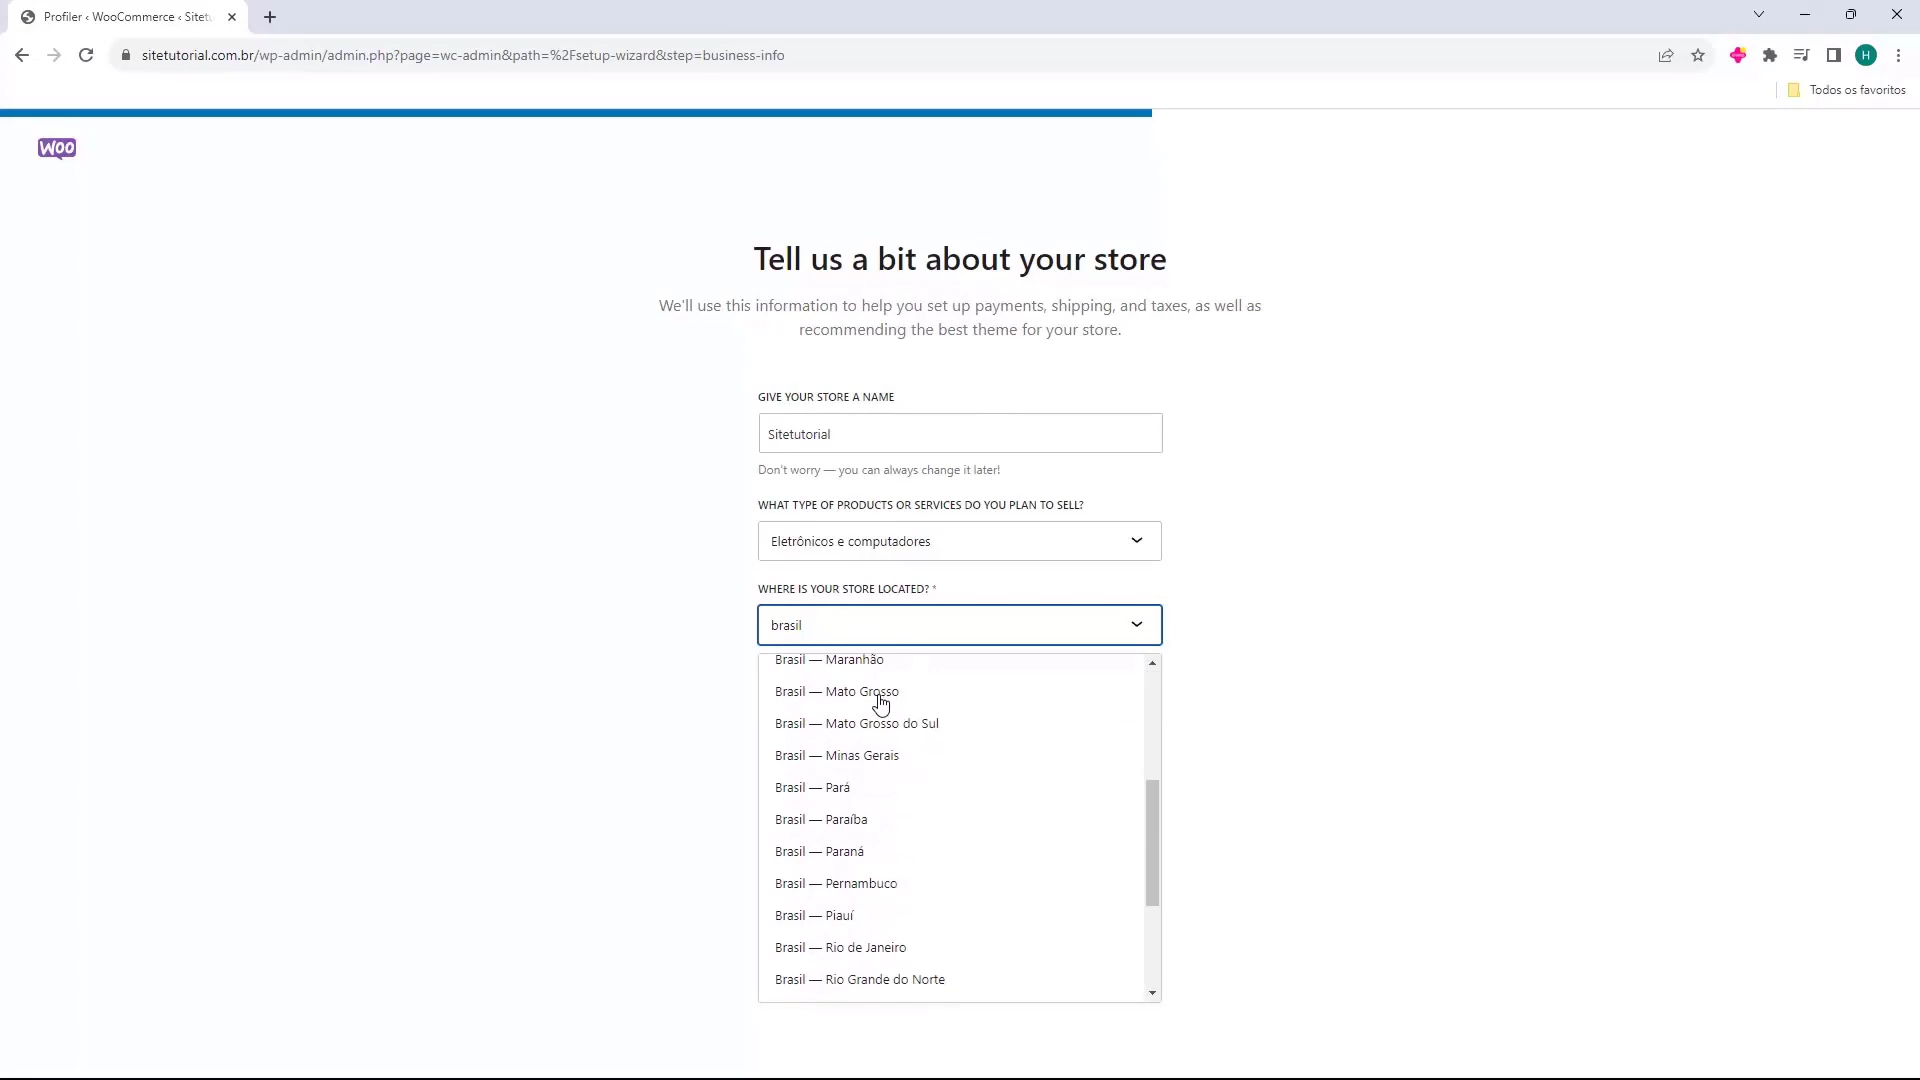 Profiler ‹ WooCommerce ‹ Sitetu
sitetutorial.com.br/wp-admin/admin.php?page=wc-admin&path=%2Fsetup-wizard&step=business-info
H
Todos os favoritos
Woo
Tell us a bit about your store
We'll use this information to help you set up payments, shipping, and taxes, as well as
recommending the best theme for your store.
GIVE YOUR STORE A NAME
Sitetutorial
Don't worry — you can always change it later!
WHAT TYPE OF PRODUCTS OR SERVICES DO YOU PLAN TO SELL?
Eletrônicos e computadores
WHERE IS YOUR STORE LOCATED? *
brasil
Brasil — Maranhão
Brasil — Mato Grosso
Brasil — Mato Grosso do Sul
Brasil — Minas Gerais
Brasil — Pará
Brasil — Paraíba
Brasil — Paraná
Brasil — Pernambuco
Brasil — Piauí
Brasil — Rio de Janeiro
Brasil — Rio Grande do Norte